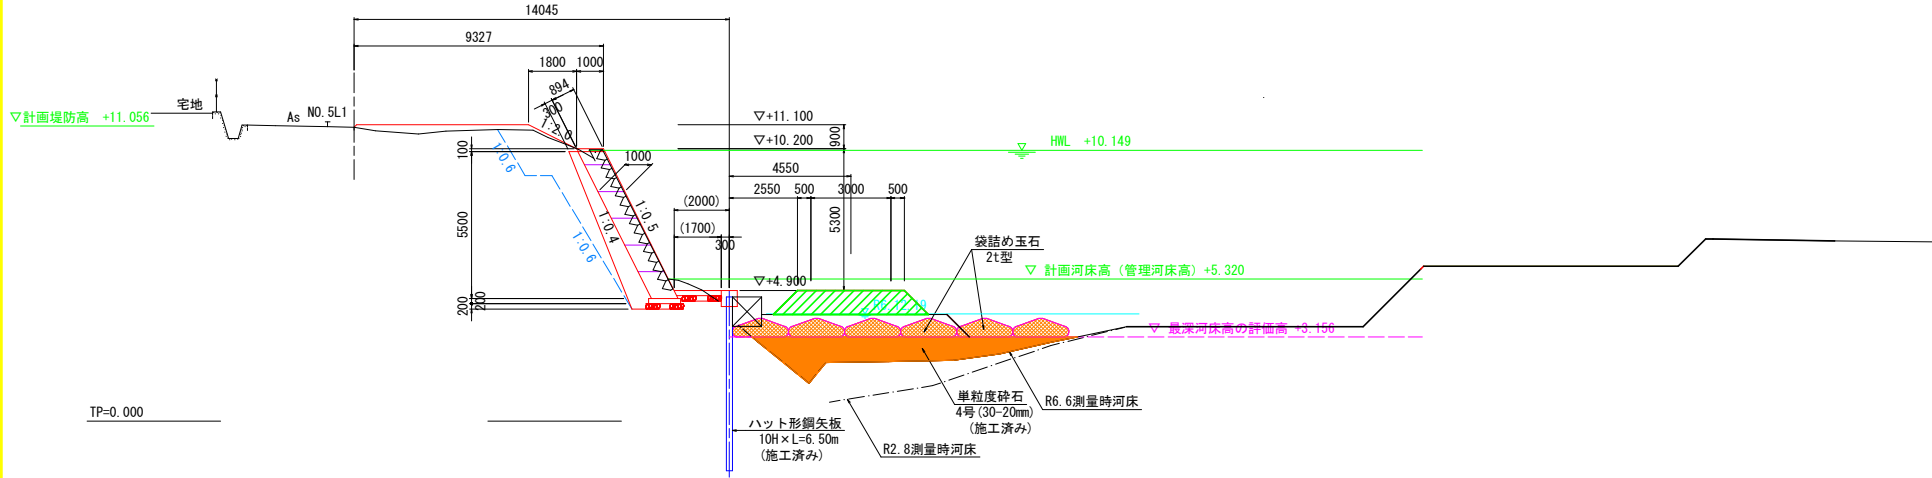 14045
9327
1800
1000
894
300
1:2.0
宅地
▽計画堤防高 +11.056
As
NO.5L1
▽+11.100
▽+10.200
900
HWL +10.149
100
1:0.6
1000
4550
2550
500
3000
500
(2000)
1:0.5
5300
5500
1:0.4
(1700)
300
1:0.6
袋詰め玉石
2t型
▽ 計画河床高 (管理河床高) +5.320
▽+4.900
200
200
▽ 最深河床高の評価高 +3.156
TP=0.000
単粒度砕石
4号(30-20mm)
(施工済み)
R6.6測量時河床
ハット形鋼矢板
10H×L=6.50m
(施工済み)
R2.8測量時河床